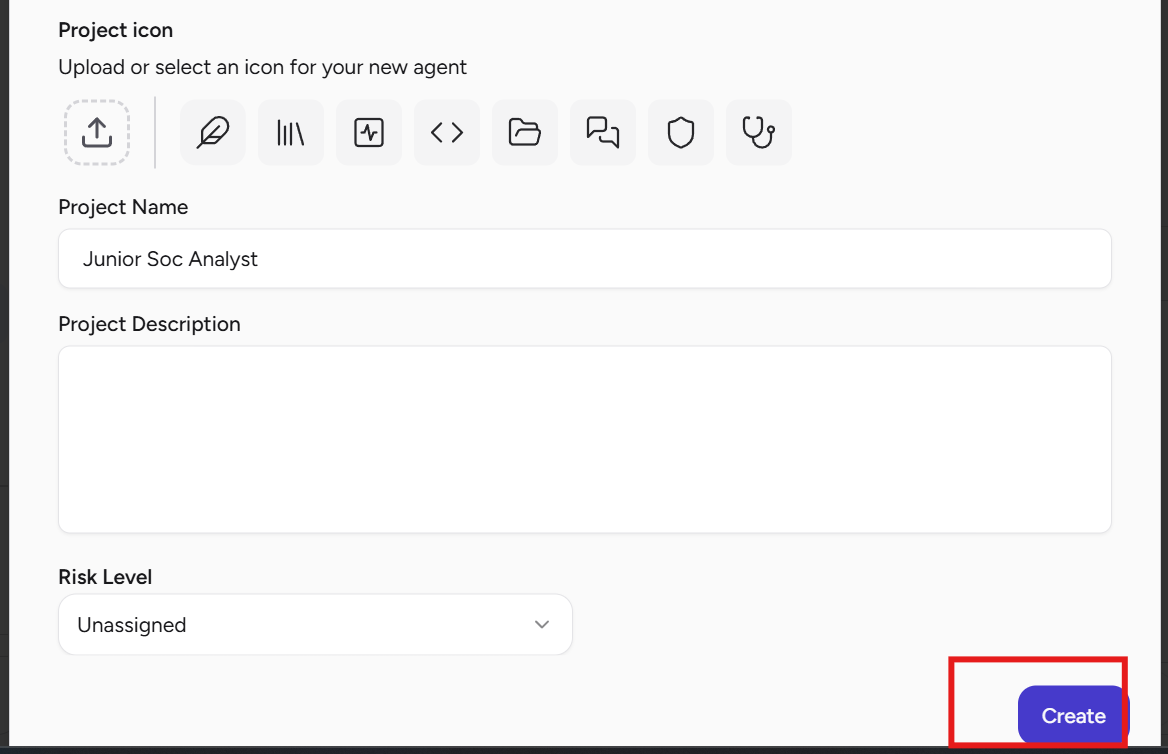 Project icon
Upload or select an icon for your new agent
Project Name
Junior Soc Analyst
Project Description
Risk Level
Unassigned
Create